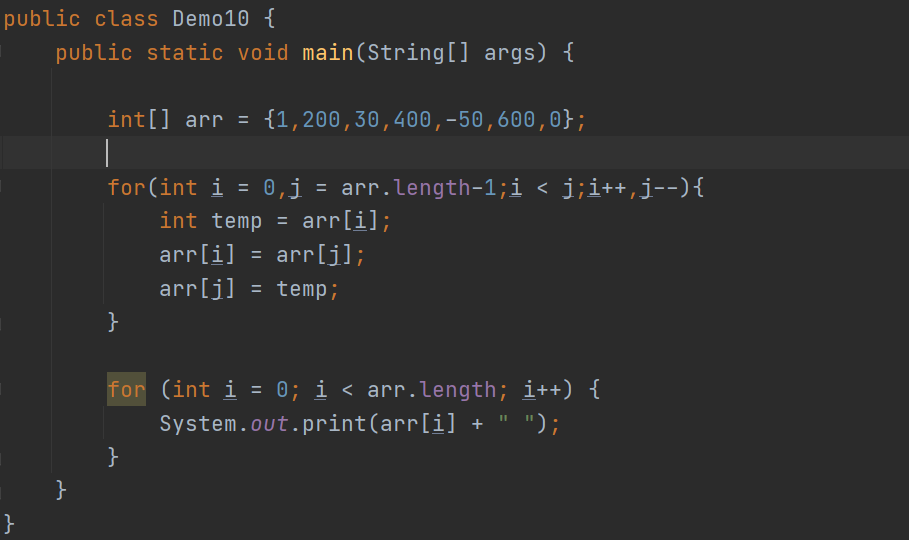 public class Demo10 {
    public static void main(String[] args) {
        int[] arr = {1,200,30,400,-50,600,0};
        for(int i = 0,j = arr.length-1;i < j;i++,j--){
            int temp = arr[i];
            arr[i] = arr[j];
            arr[j] = temp;
        }
        for (int i = 0; i < arr.length; i++) {
            System.out.print(arr[i] + " ");
        }
    }
}